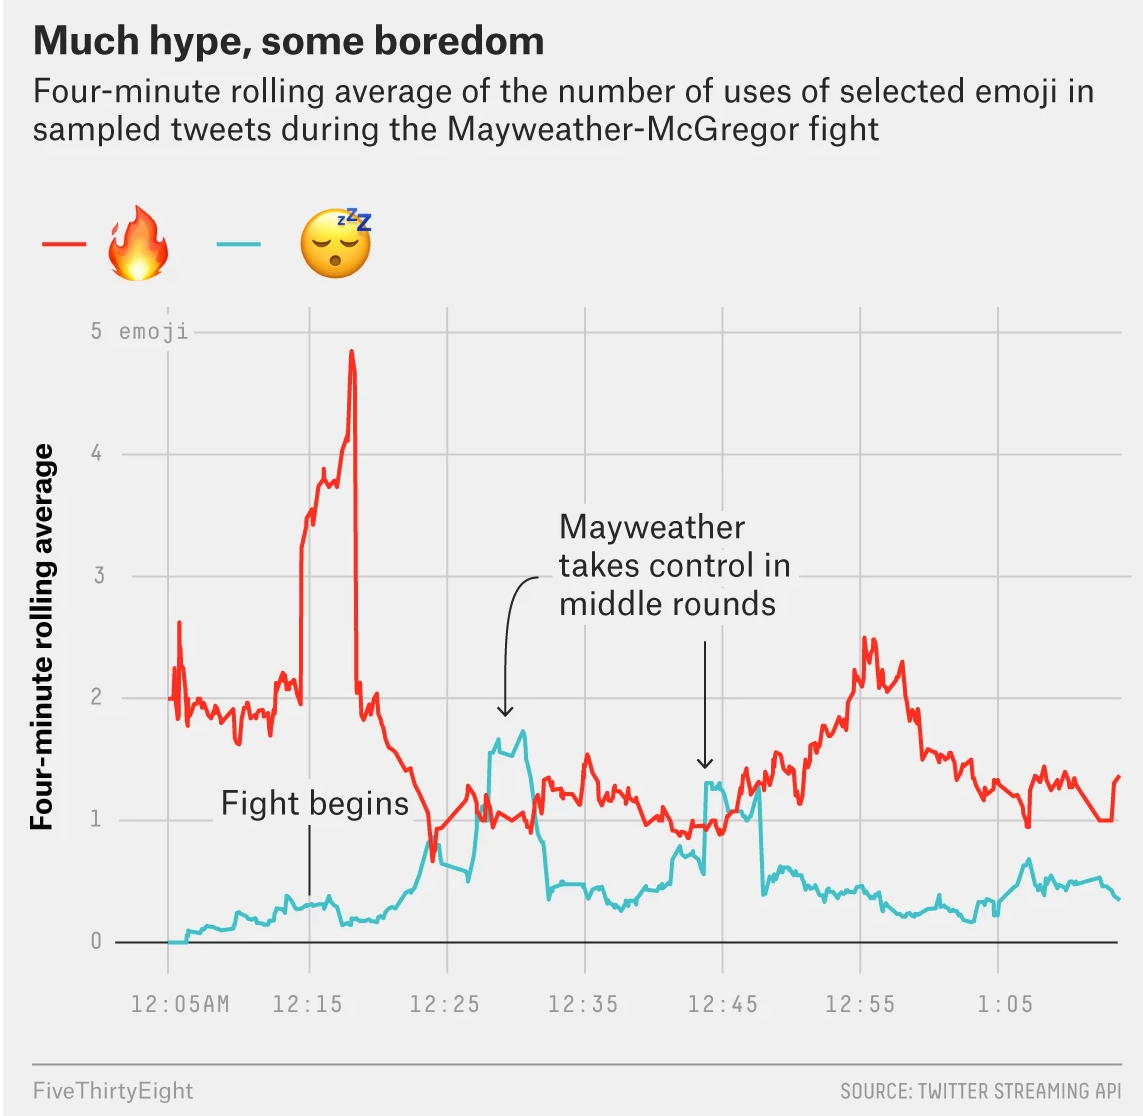 Much hype, some boredom
Four-minute rolling average of the number of uses of selected emoji in
sampled tweets during the Mayweather-McGregor fight
zzZ
5 emoji
4
3
2
1
0
Four-minute rolling average
Mayweather
takes control in
middle rounds
Fight begins
12:05AM 12:15 12:25 12:35 12:45 12:55 1:05
FiveThirtyEight SOURCE: TWITTER STREAMING API